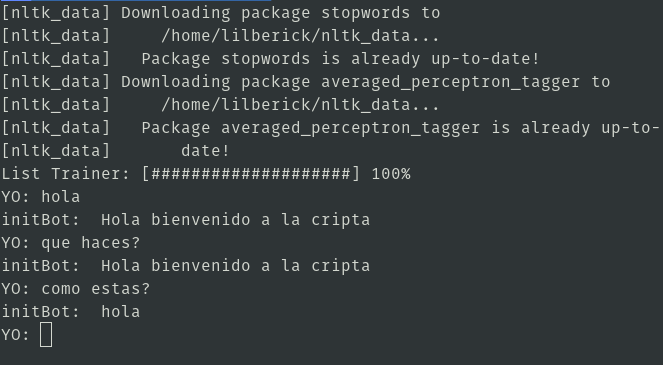 [nltk_data] Downloading package stopwords to
[nltk_data]     /home/lilberick/nltk_data...
[nltk_data]   Package stopwords is already up-to-date!
[nltk_data] Downloading package averaged_perceptron_tagger to
[nltk_data]     /home/lilberick/nltk_data...
[nltk_data]   Package averaged_perceptron_tagger is already up-to-
[nltk_data]       date!
List Trainer: [####################] 100%
YO: hola
initBot:  Hola bienvenido a la cripta
YO: que haces?
initBot:  Hola bienvenido a la cripta
YO: como estas?
initBot:  hola
YO: